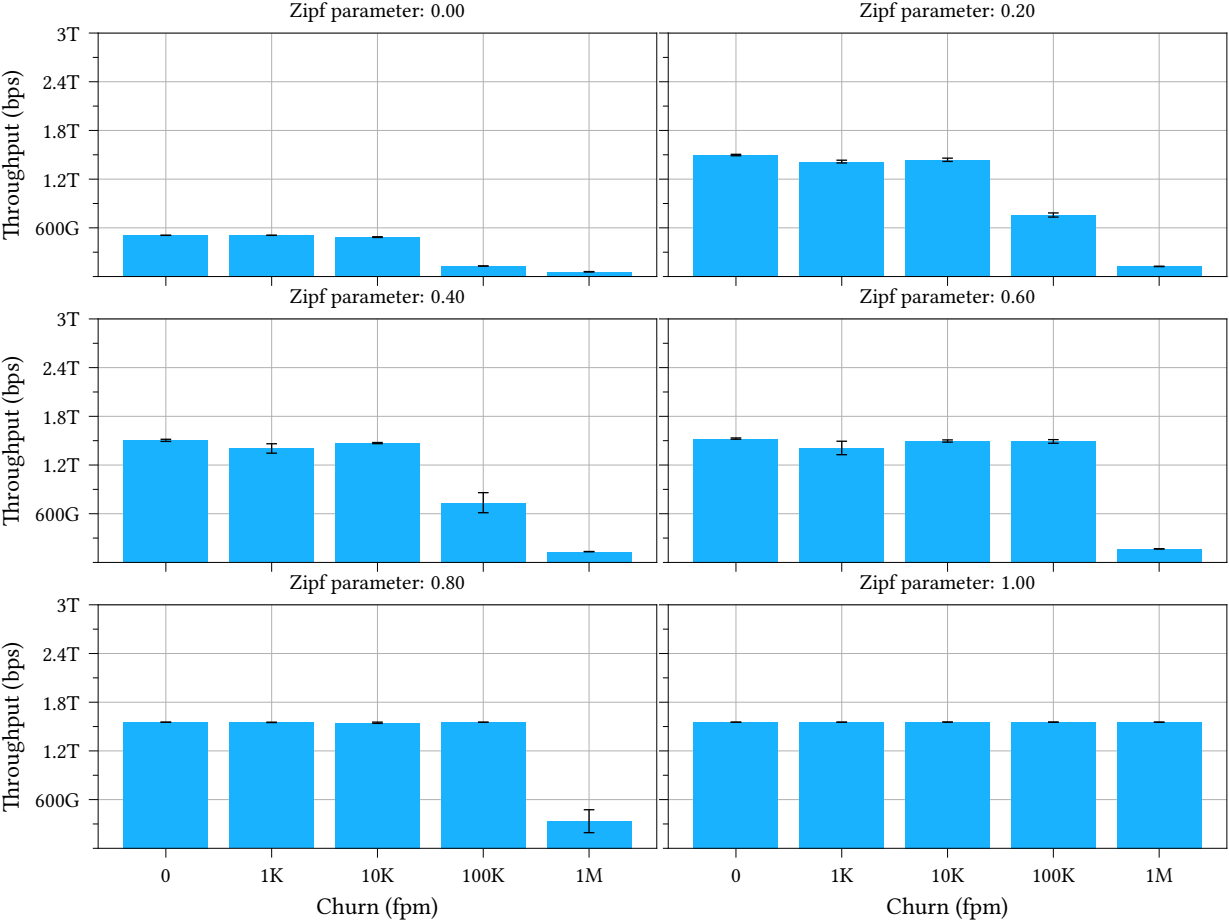 Zipf parameter: 0.00
Zipf parameter: 0.20
3T
2.4T
1.8T
1.2T
600G
Throughput (bps)
Zipf parameter: 0.40
Zipf parameter: 0.60
3T
2.4T
1.8T
1.2T
600G
Throughput (bps)
Zipf parameter: 0.80
Zipf parameter: 1.00
3T
2.4T
1.8T
1.2T
600G
Throughput (bps)
0 1K 10K 100K 1M
0 1K 10K 100K 1M
Churn (fpm)
Churn (fpm)